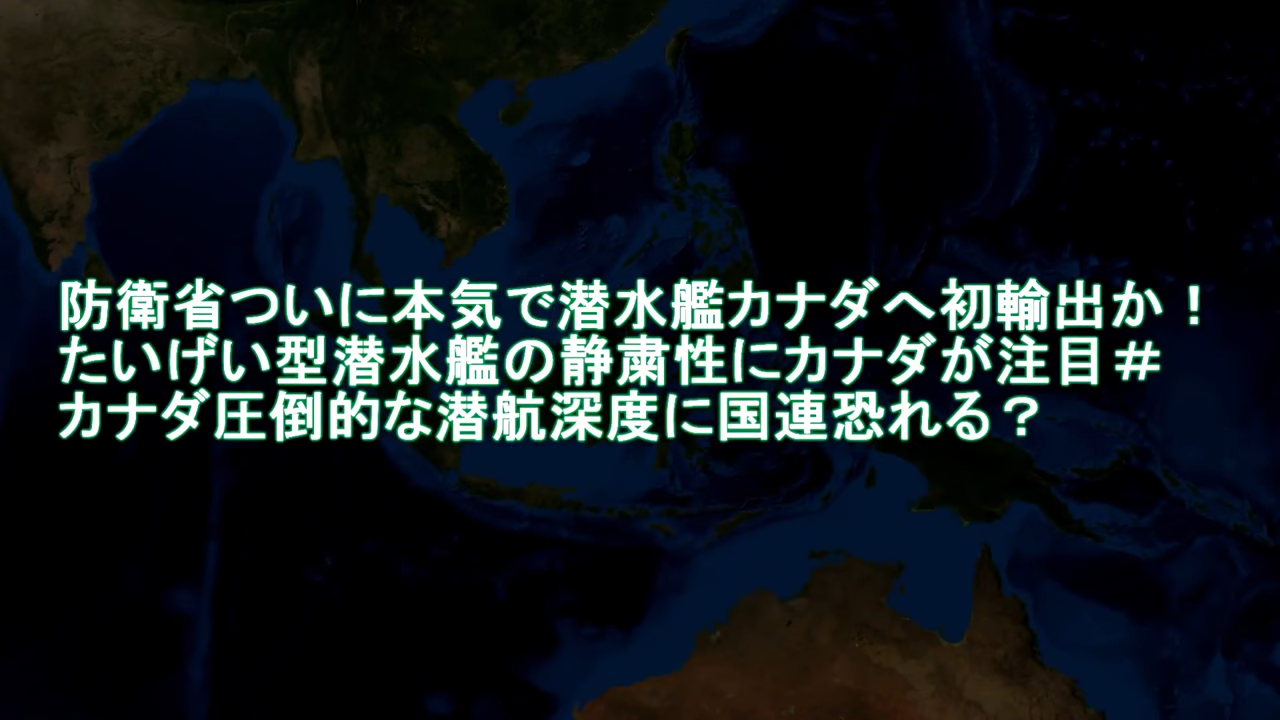 防衛省ついに本気で潜水艦カナダへ初輸出か！
たいげい型潜水艦の静粛性にカナダが注目＃
カナダ圧倒的な潜航深度に国連恐れる？